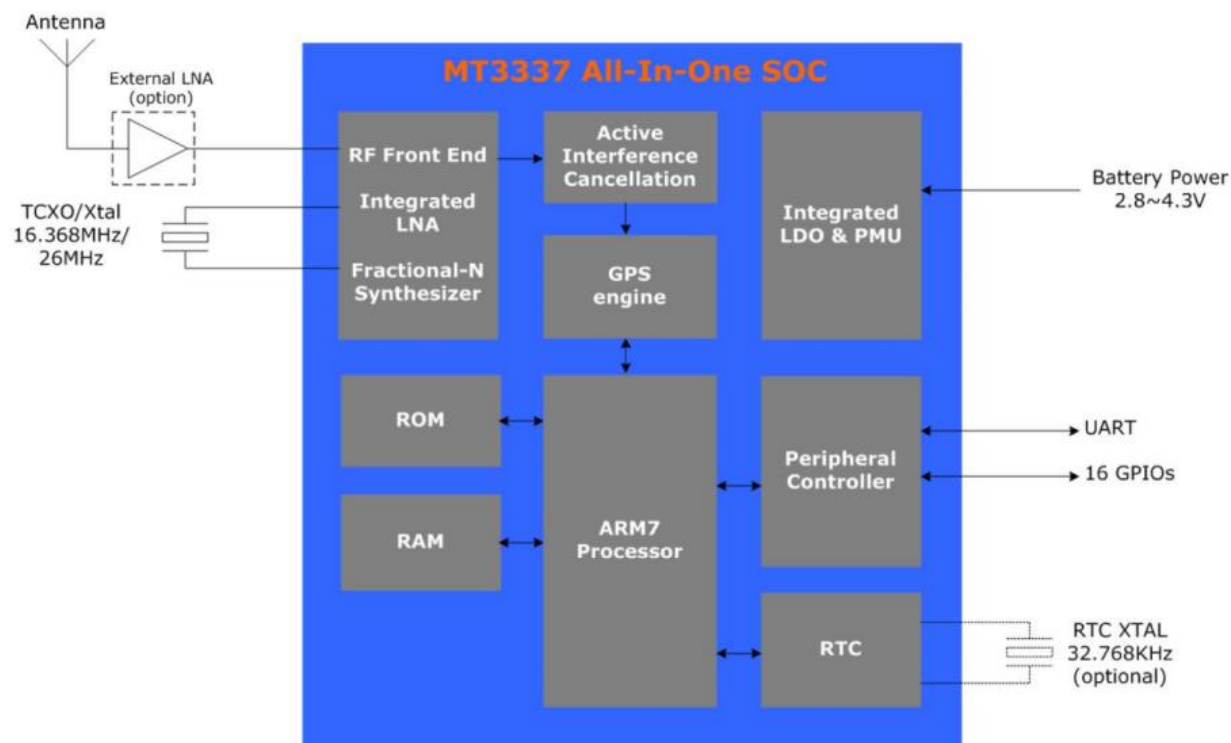 Antenna
External LNA
(option)
MT3337 All-In-One SOC
RF Front End
Integrated
LNA
Fractional-N
Synthesizer
Active
Interference
Cancellation
Integrated
LDO & PMU
Battery Power
2.8~4.3V
TCXO/Xtal
16.368MHz/
26MHz
GPS
engine
ROM
RAM
ARM7
Processor
Peripheral
Controller
UART
16 GPIOs
RTC
RTC XTAL
32.768KHz
(optional)